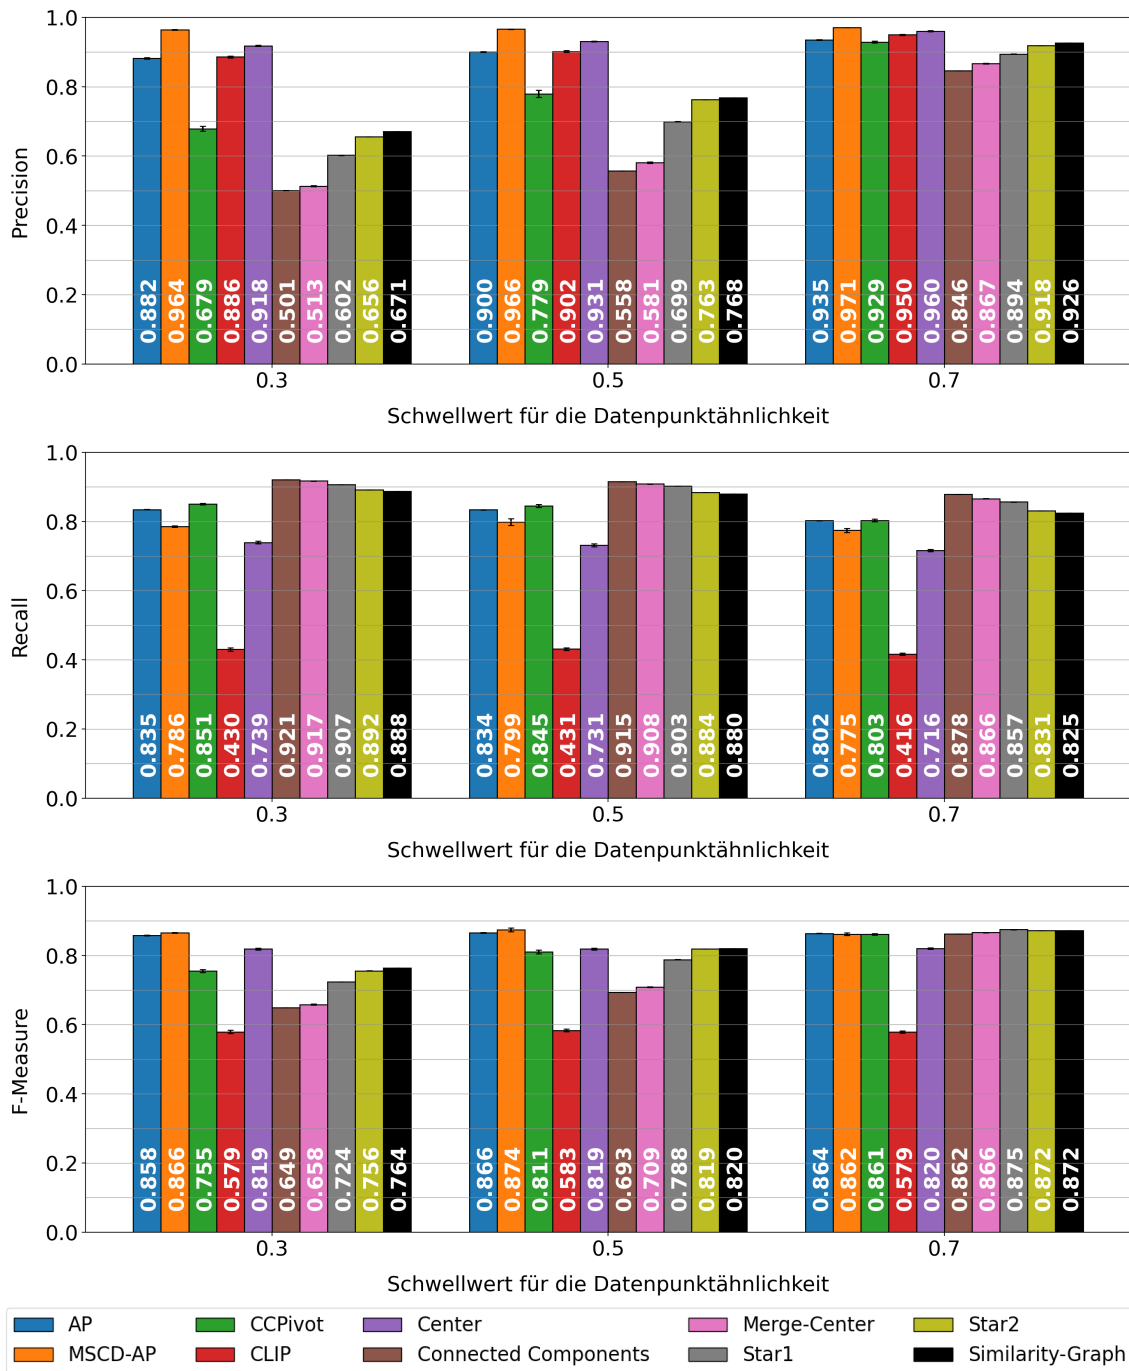 1.0
0.8
0.6
0.4
0.2
0.0
Precision
0.882 0.964 0.679 0.886 0.918 0.501 0.513 0.602 0.656 0.671
0.900 0.966 0.779 0.902 0.931 0.558 0.581 0.699 0.763 0.768
0.935 0.971 0.929 0.950 0.960 0.846 0.867 0.894 0.918 0.926
0.3 0.5 0.7
Schwellwert für die Datenpunktähnlichkeit
1.0
0.8
0.6
0.4
0.2
0.0
Recall
0.835 0.786 0.851 0.430 0.739 0.921 0.917 0.907 0.892 0.888
0.834 0.799 0.845 0.431 0.731 0.915 0.908 0.903 0.884 0.880
0.802 0.775 0.803 0.416 0.716 0.878 0.866 0.857 0.831 0.825
0.3 0.5 0.7
Schwellwert für die Datenpunktähnlichkeit
1.0
0.8
0.6
0.4
0.2
0.0
F-Measure
0.858 0.866 0.755 0.579 0.819 0.649 0.658 0.724 0.756 0.764
0.866 0.874 0.811 0.583 0.819 0.693 0.709 0.788 0.819 0.820
0.864 0.862 0.861 0.579 0.820 0.862 0.866 0.875 0.872 0.872
0.3 0.5 0.7
Schwellwert für die Datenpunktähnlichkeit
AP CCPivot Center Merge-Center Star2
MSCD-AP CLIP Connected Components Star1 Similarity-Graph